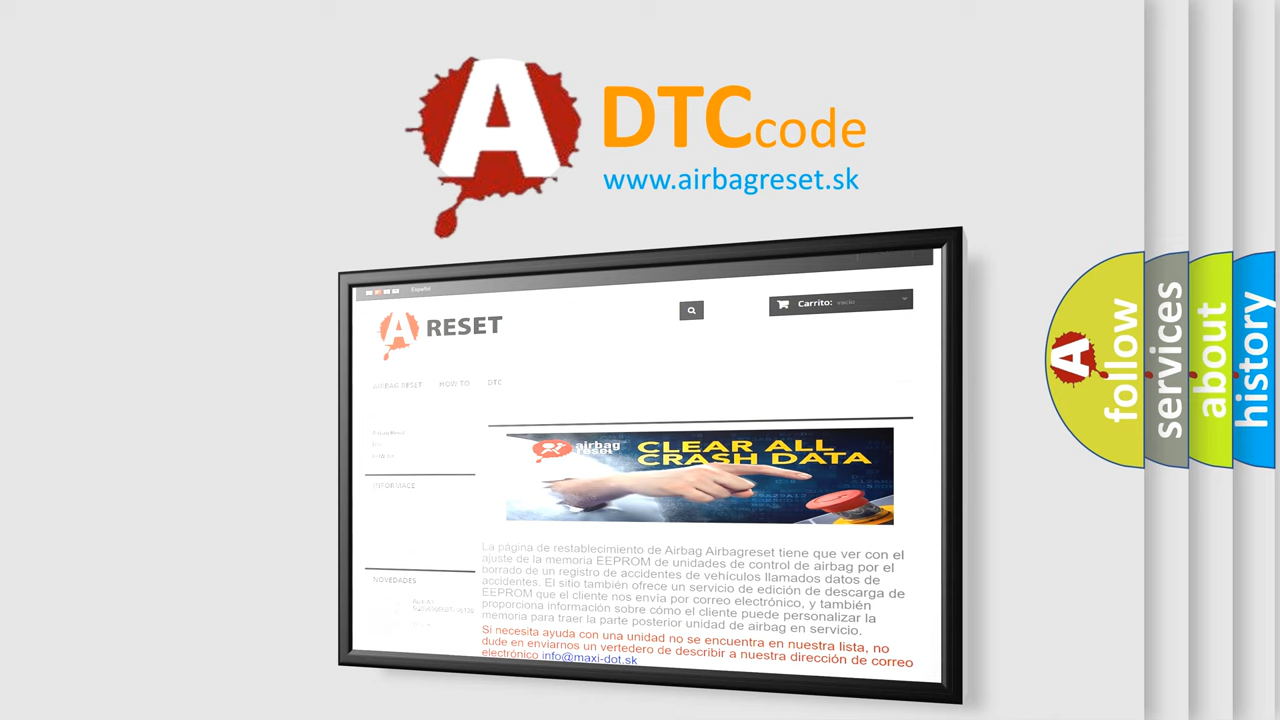 A
DTCcode
www.airbagreset.sk
Español
A RESET
Carrito: vacío
AIRBAG RESET HOW TO DTC
INFORMACE
airbag
reset
CLEAR ALL
CRASH DATA
La página de restablecimiento de Airbag Airbagreset tiene que ver con el
ajuste de la memoria EEPROM de unidades de control de airbag por el
borrado de un registro de accidentes de vehículos llamados datos de
accidentes. El sitio también ofrece un servicio de edición de descarga de
EEPROM que el cliente nos envía por correo electrónico, y también
proporciona información sobre cómo el cliente puede personalizar la
memoria para traer la parte posterior unidad de airbag en servicio.
Si necesita ayuda con una unidad no se encuentra en nuestra lista, no
dude en enviarnos un vertedero de describir a nuestra dirección de correo
electrónico info@maxi-dot.sk
NOVEDADES
A
follow
services
about
history